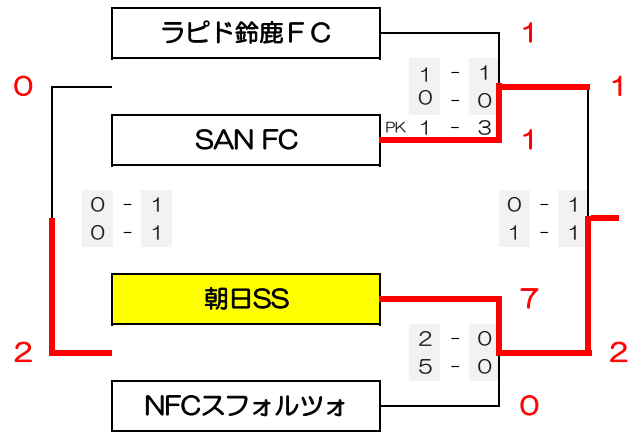 ラピド鈴鹿FC 1
1 - 1
0 1
0 - 0
SAN FC PK 1 - 3 1
0 - 1 0 - 1
0 - 1 1 - 1
朝日SS 7
2 - 0
2 2
5 - 0
NFCスフォルツォ 0